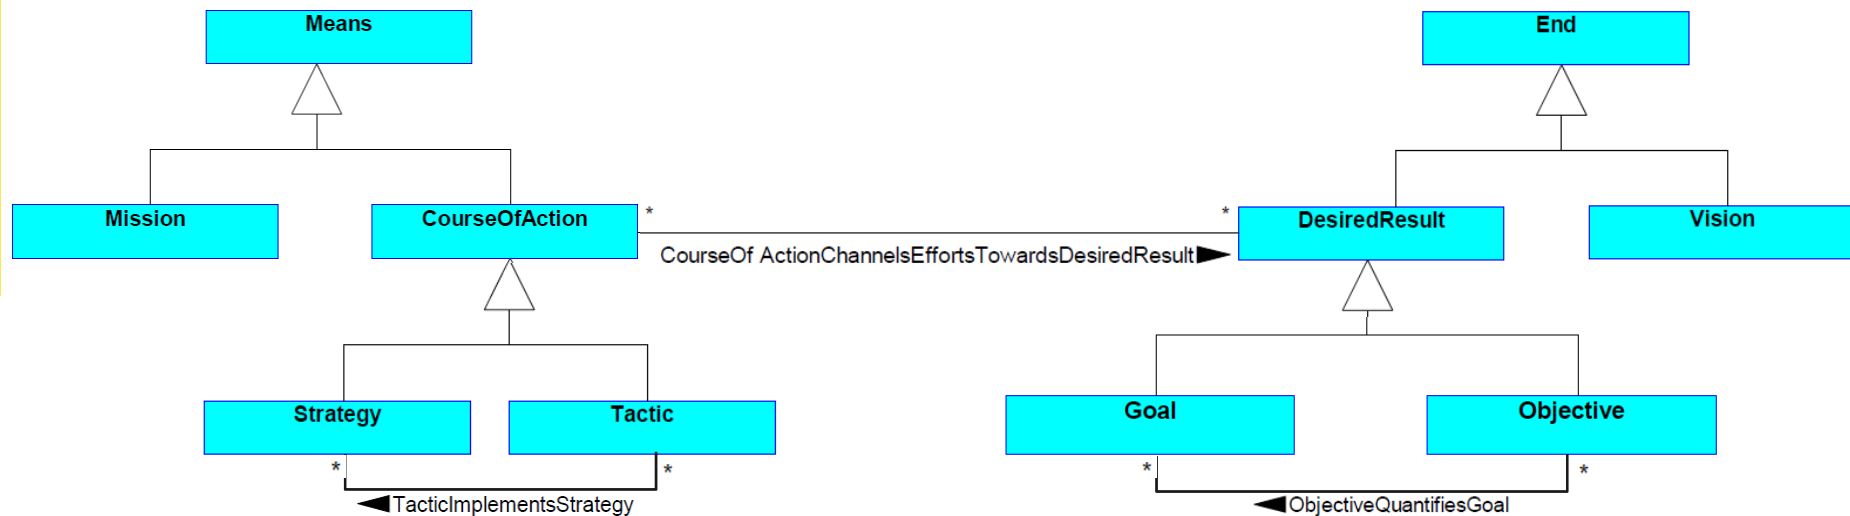 Means
End
Mission
CourseOfAction
*
*
DesiredResult
Vision
CourseOf ActionChannelsEffortsTowardsDesiredResult
Strategy
Tactic
Goal
Objective
*
*
*
*
TacticImplementsStrategy
ObjectiveQuantifiesGoal